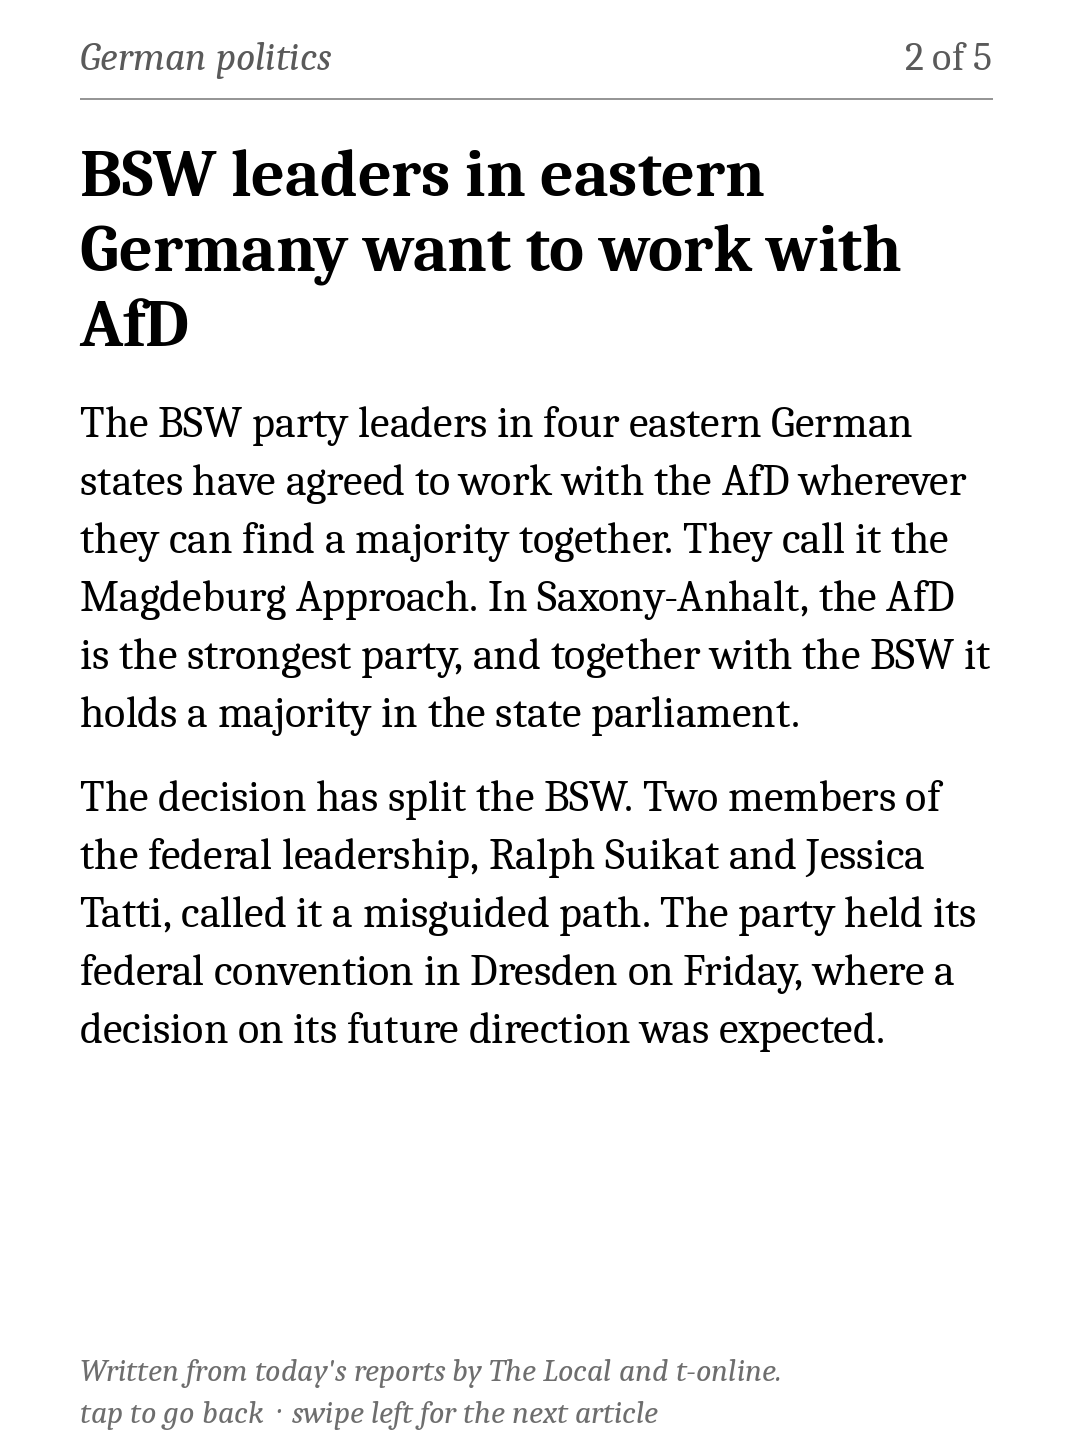 German politics
2 of 5
BSW leaders in eastern
Germany want to work with
AfD
The BSW party leaders in four eastern German
states have agreed to work with the AfD wherever
they can find a majority together. They call it the
Magdeburg Approach. In Saxony-Anhalt, the AfD
is the strongest party, and together with the BSW it
holds a majority in the state parliament.
The decision has split the BSW. Two members of
the federal leadership, Ralph Suikat and Jessica
Tatti, called it a misguided path. The party held its
federal convention in Dresden on Friday, where a
decision on its future direction was expected.
Written from today's reports by The Local and t-online.
tap to go back · swipe left for the next article